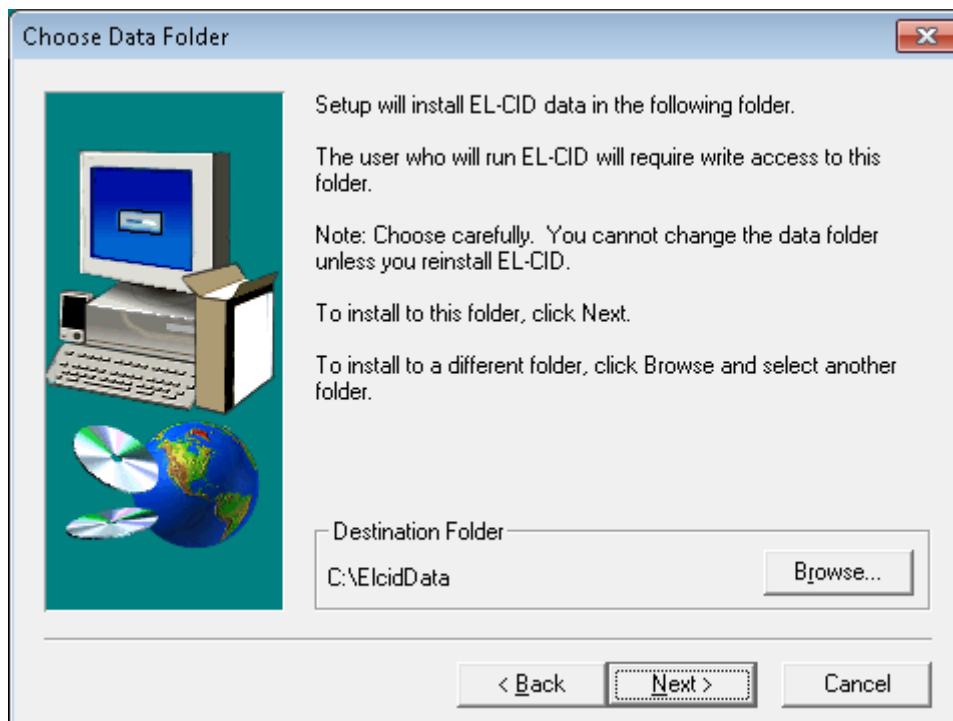 Choose Data Folder
Setup will install EL-CID data in the following folder.
The user who will run EL-CID will require write access to this
folder.
Note: Choose carefully.  You cannot change the data folder
unless you reinstall EL-CID.
To install to this folder, click Next.
To install to a different folder, click Browse and select another
folder.
Destination Folder
C:\ElcidData
Browse...
< Back
Next >
Cancel